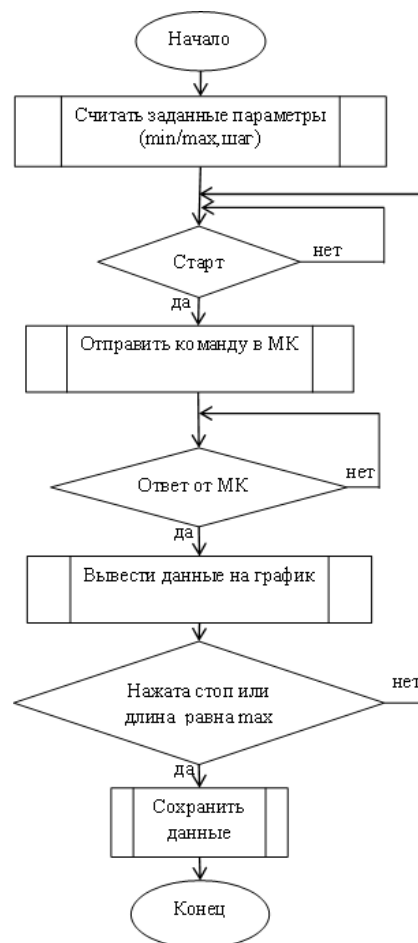 Начало
Считать заданные параметры
(min/max,шаг)
Старт
нет
да
Отправить команду в МК
Ответ от МК
нет
да
Вывести данные на график
Нажата стоп или
длина равна max
нет
да
Сохранить
данные
Конец